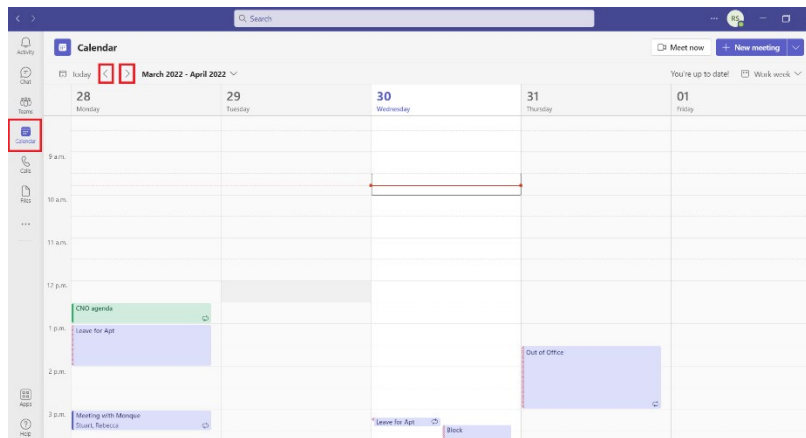 Search
RS
Activity
Calendar
Meet now
New meeting
Chat
Today
March 2022 - April 2022
You're up to date!
Work week
Teams
28
Monday
29
Tuesday
30
Wednesday
31
Thursday
01
Friday
Calendar
Calls
Files
9 a.m.
10 a.m.
11 a.m.
12 p.m.
CNO agenda
1 p.m.
Leave for Apt
Out of Office
2 p.m.
Apps
3 p.m.
Meeting with Monque
Stuart, Rebecca
Leave for Apt
Block
Help